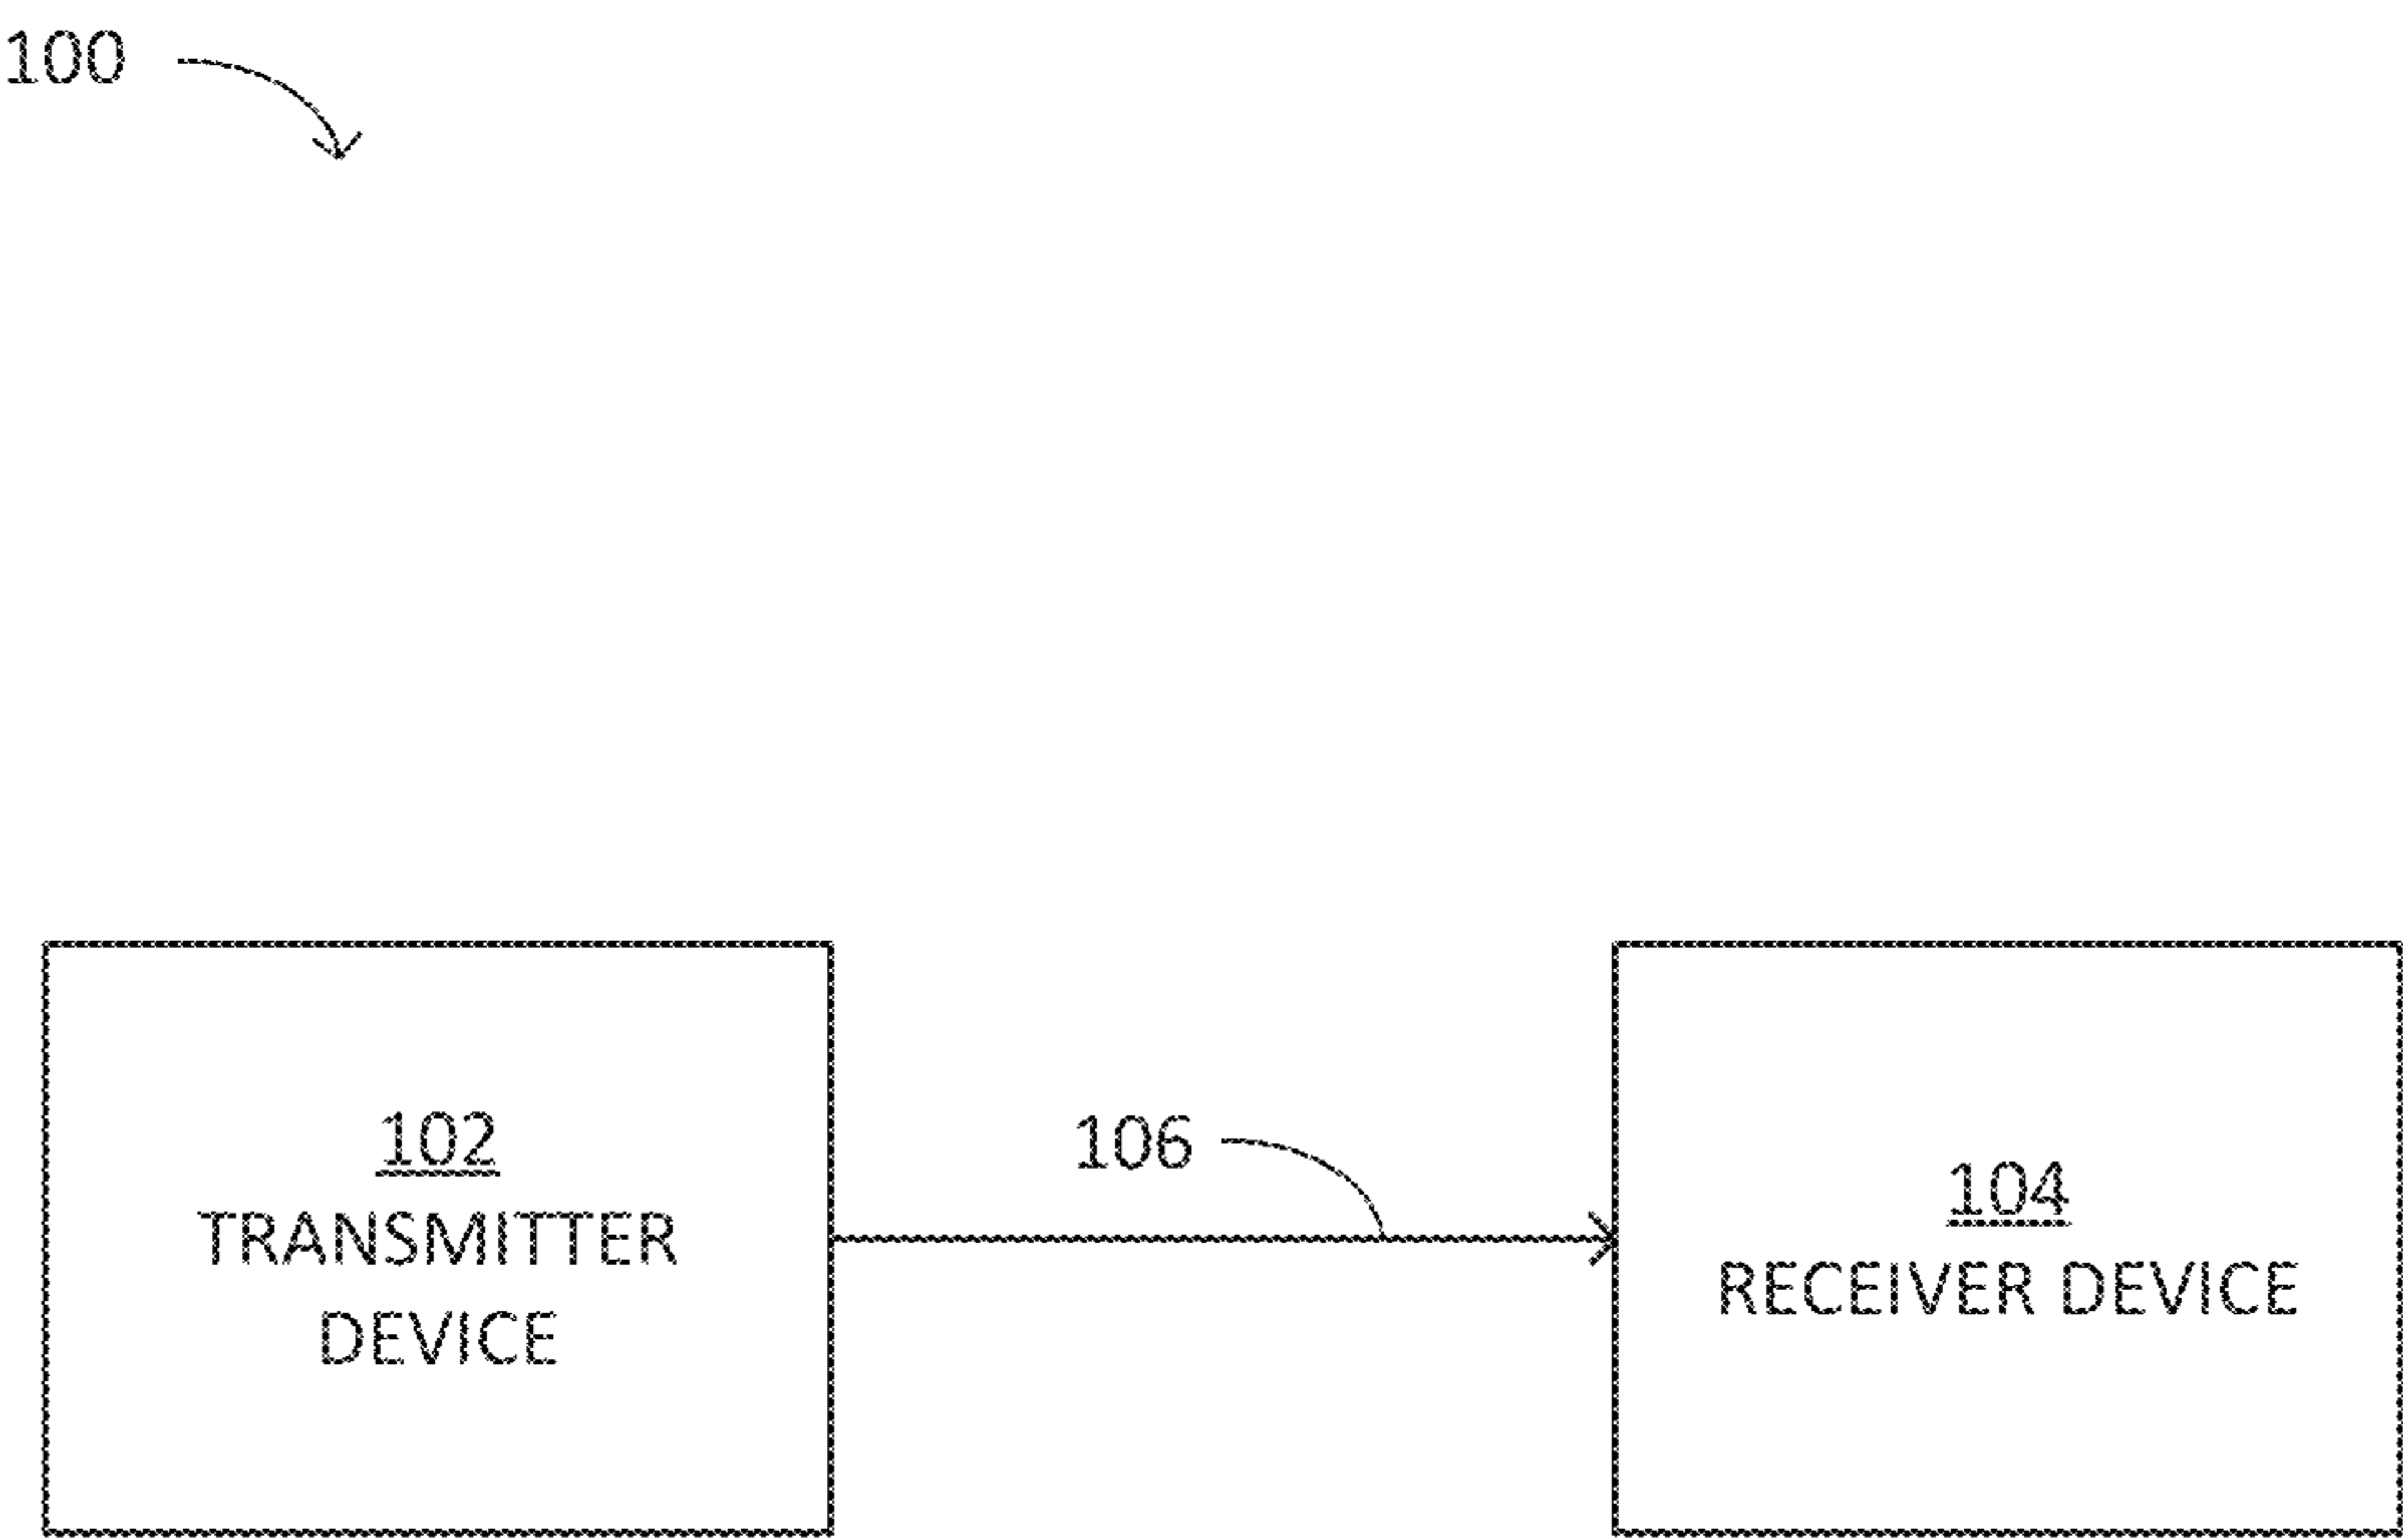 100
102
TRANSMITTER
DEVICE
106
104
RECEIVER DEVICE